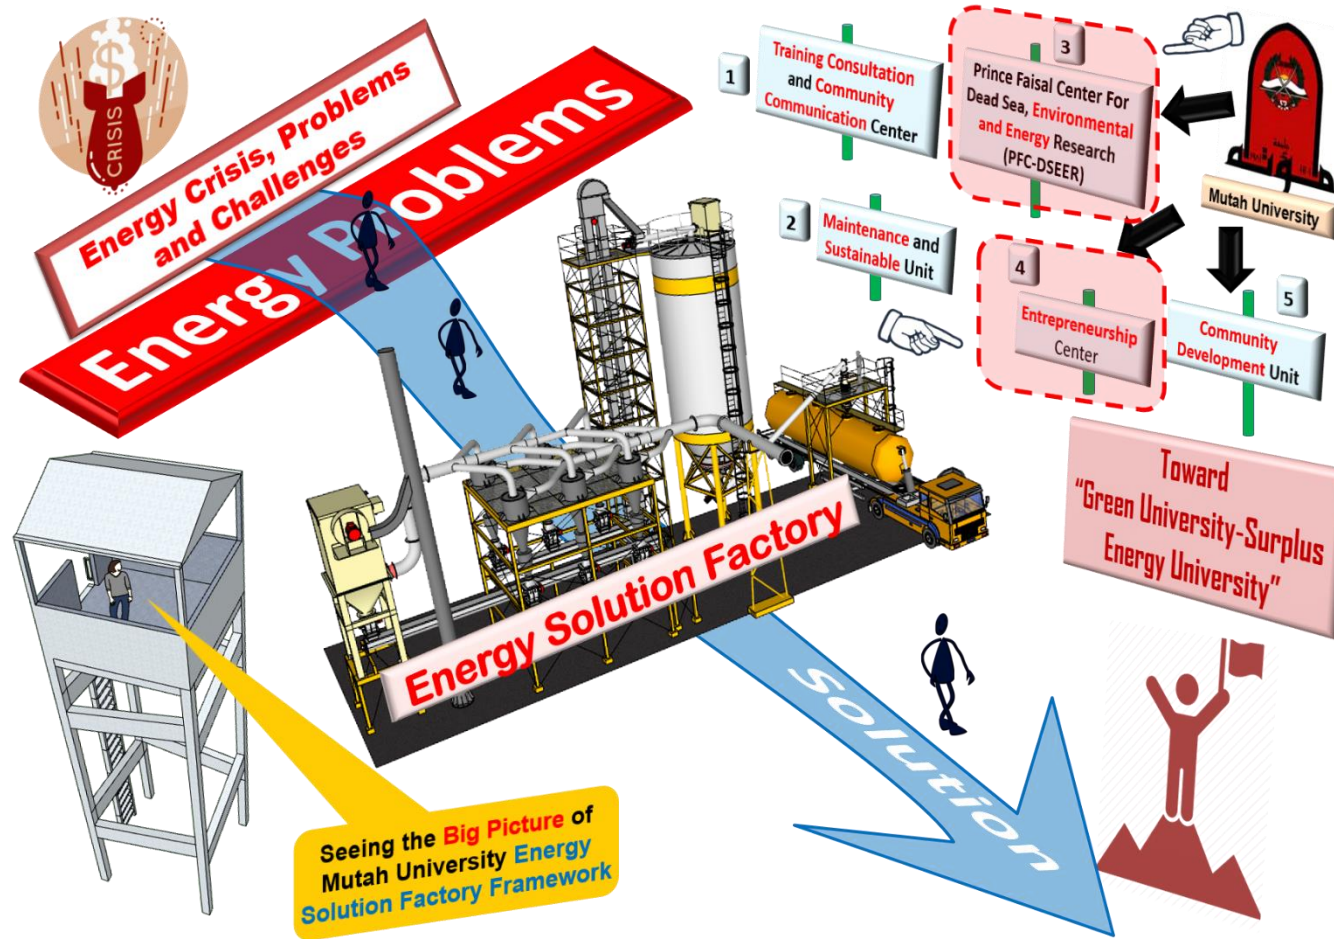 $
CRISIS
Energy Crisis, Problems
and Challenges
Energy Problems
1
Training Consultation
and Community
Communication Center
3
Prince Faisal Center For
Dead Sea, Environmental
and Energy Research
(PFC-DSEER)
Mutah University
2
Maintenance and
Sustainable Unit
4
Entrepreneurship
Center
5
Community
Development Unit
Toward
"Green University-Surplus
Energy University"
Energy Solution Factory
Solution
Seeing the Big Picture of
Mutah University Energy
Solution Factory Framework